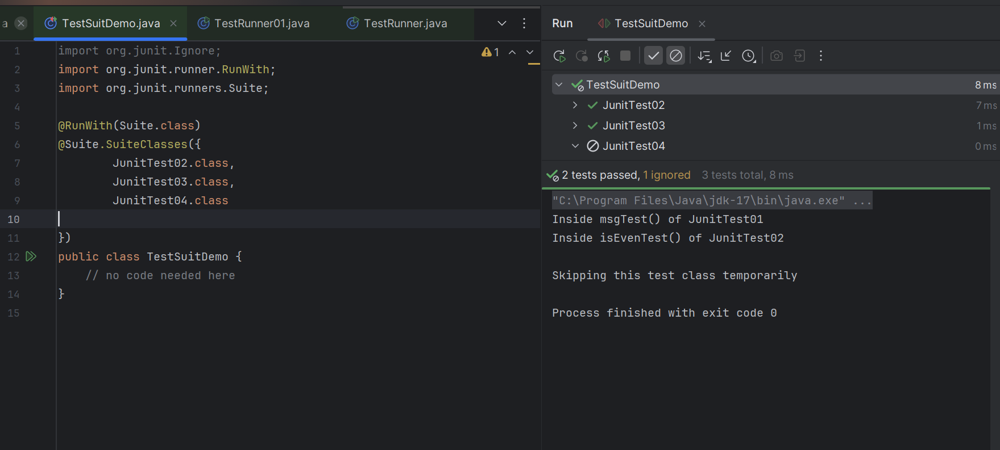 a TestSuitDemo.java TestRunner01.java TestRunner.java
1 import org.junit.Ignore; 1
2 import org.junit.runner.RunWith;
3 import org.junit.runners.Suite;
4
5 @RunWith(Suite.class)
6 @Suite.SuiteClasses({
7 JunitTest02.class,
8 JunitTest03.class,
9 JunitTest04.class
10
11 })
12 public class TestSuitDemo {
13 // no code needed here
14 }
15
Run TestSuitDemo
TestSuitDemo 8 ms
JunitTest02 7 ms
JunitTest03 1 ms
JunitTest04 0 ms
2 tests passed, 1 ignored 3 tests total, 8 ms
"C:\Program Files\Java\jdk-17\bin\java.exe" ...
Inside msgTest() of JunitTest01
Inside isEvenTest() of JunitTest02
Skipping this test class temporarily
Process finished with exit code 0